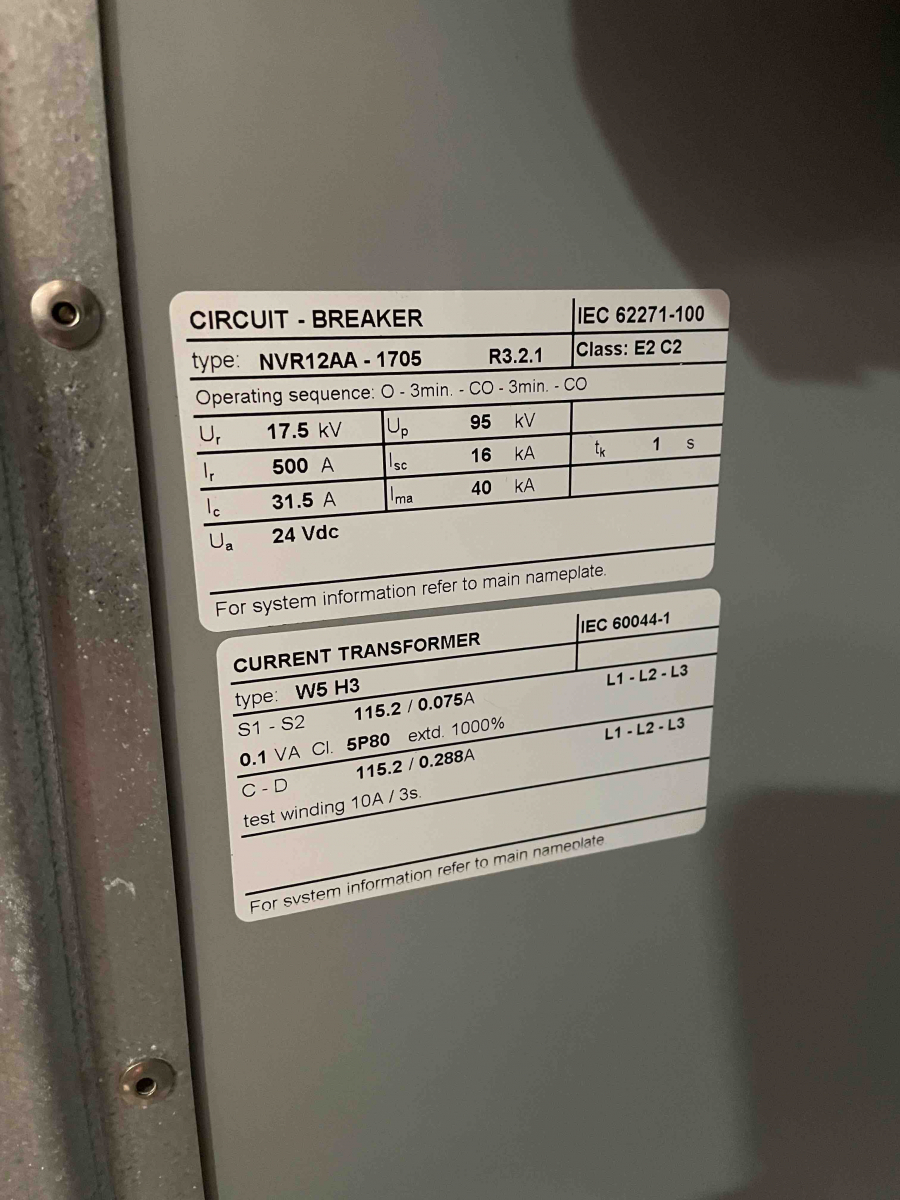 CIRCUIT - BREAKER IEC 62271-100
type: NVR12AA - 1705 R3.2.1 Class: E2 C2
Operating sequence: O - 3min. - CO - 3min. - CO
Ur 17.5 kV Up 95 kV
Ir 500 A Isc 16 kA tk 1 s
Ic 31.5 A Ima 40 kA
Ua 24 Vdc
For system information refer to main nameplate.
CURRENT TRANSFORMER IEC 60044-1
type: W5 H3
S1 - S2 115.2 / 0.075A L1 - L2 - L3
0.1 VA Cl. 5P80 extd. 1000%
C - D 115.2 / 0.288A L1 - L2 - L3
test winding 10A / 3s.
For system information refer to main nameplate